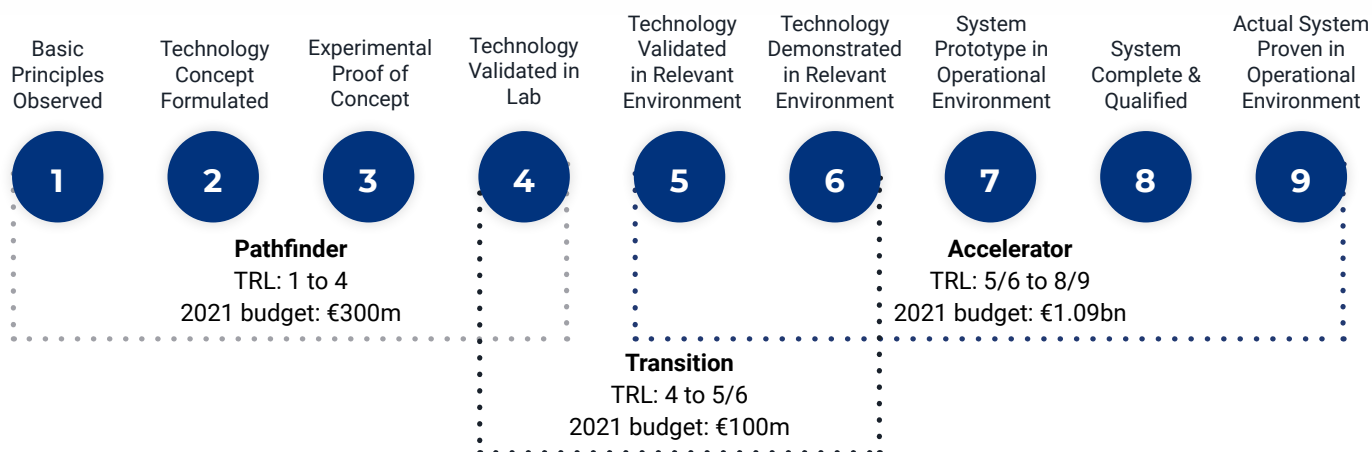 Basic
Principles
Observed
Technology
Concept
Formulated
Experimental
Proof of
Concept
Technology
Validated in
Lab
Technology
Validated
in Relevant
Environment
Technology
Demonstrated
in Relevant
Environment
System
Prototype in
Operational
Environment
System
Complete &
Qualified
Actual System
Proven in
Operational
Environment
1
2
3
4
5
6
7
8
9
Pathfinder
TRL: 1 to 4
2021 budget: €300m
Accelerator
TRL: 5/6 to 8/9
2021 budget: €1.09bn
Transition
TRL: 4 to 5/6
2021 budget: €100m